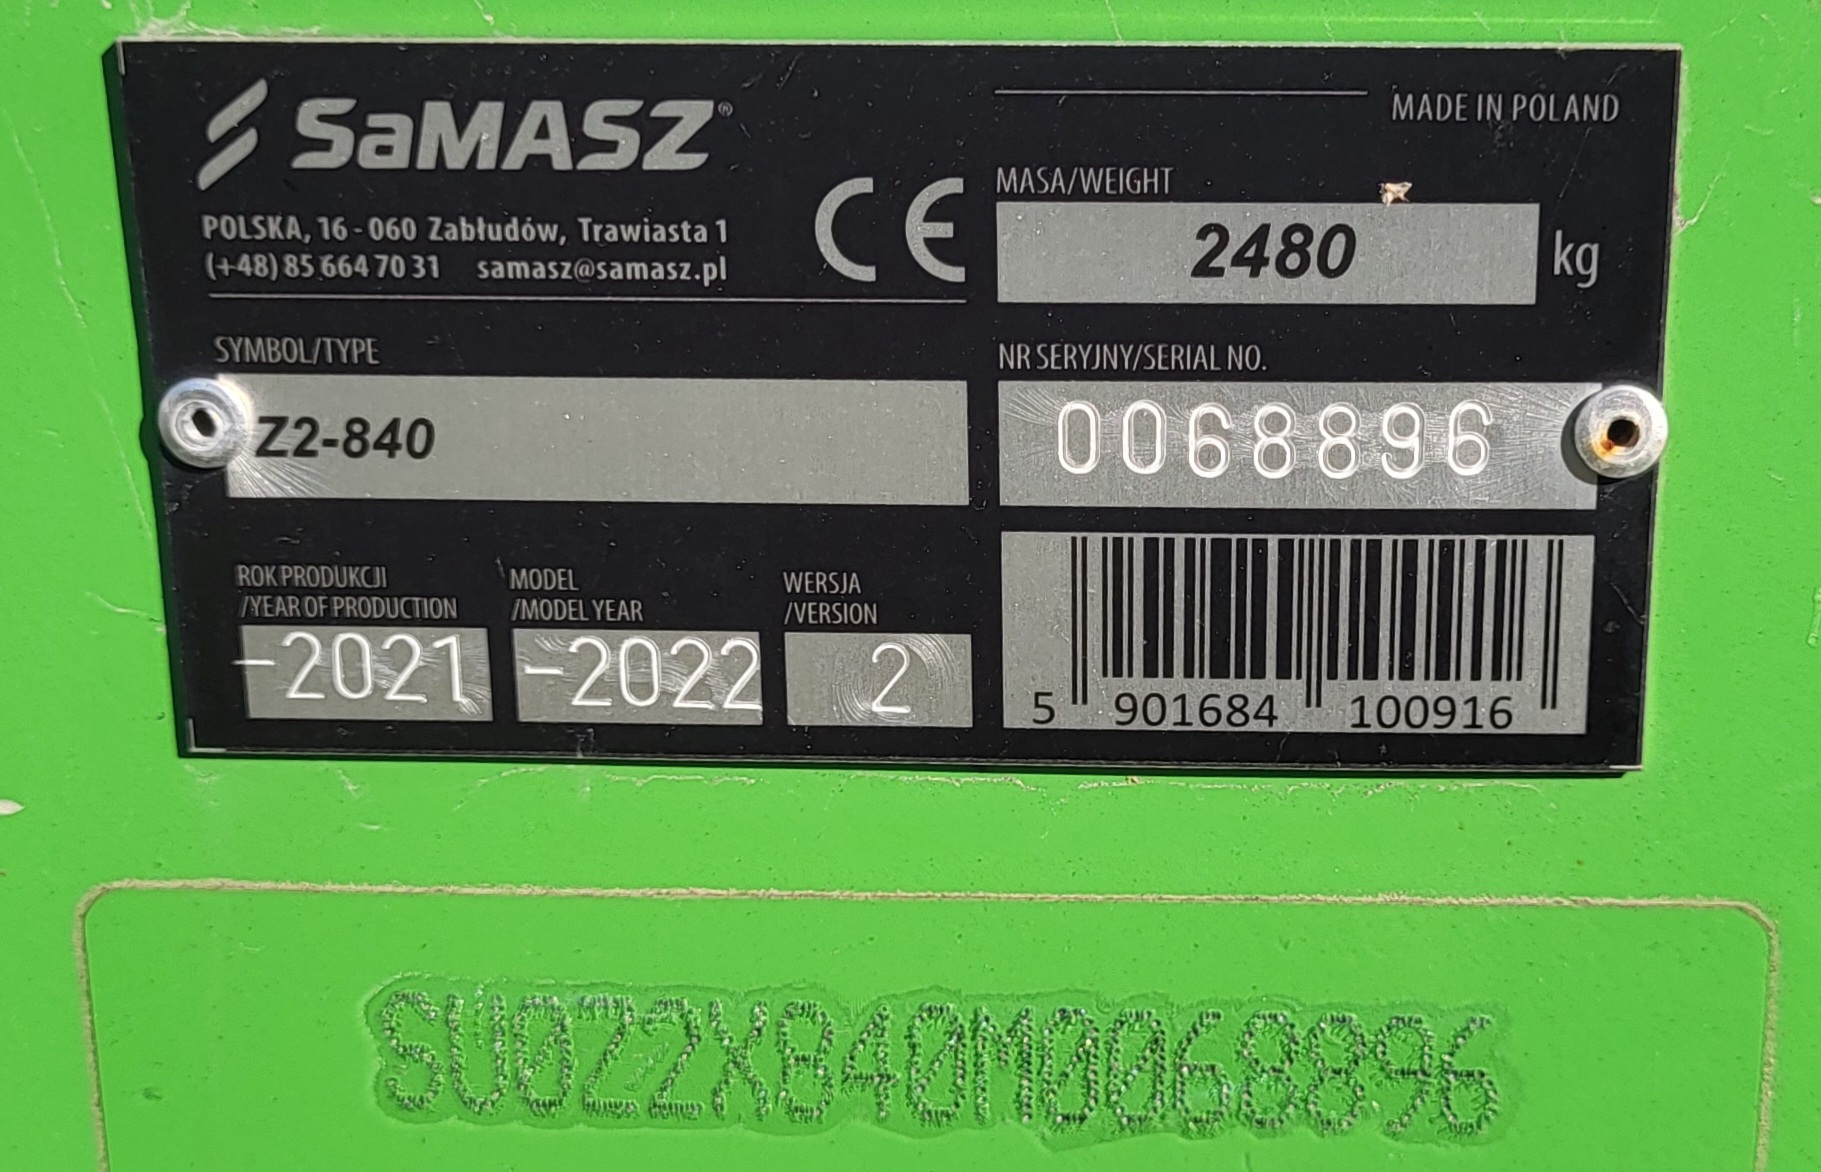 SaMASZ®
POLSKA, 16-060 Zabłudów, Trawiasta 1
(+48) 85 664 70 31 samasz@samasz.pl
CE
MADE IN POLAND
MASA/WEIGHT
2480 kg
SYMBOL/TYPE
Z2-840
NR SERYJNY/SERIAL NO.
0068896
ROK PRODUKCJI
/YEAR OF PRODUCTION
-2021
MODEL
/MODEL YEAR
-2022
WERSJA
/VERSION
2
5 901684 100916
SU0Z2X840M0068896